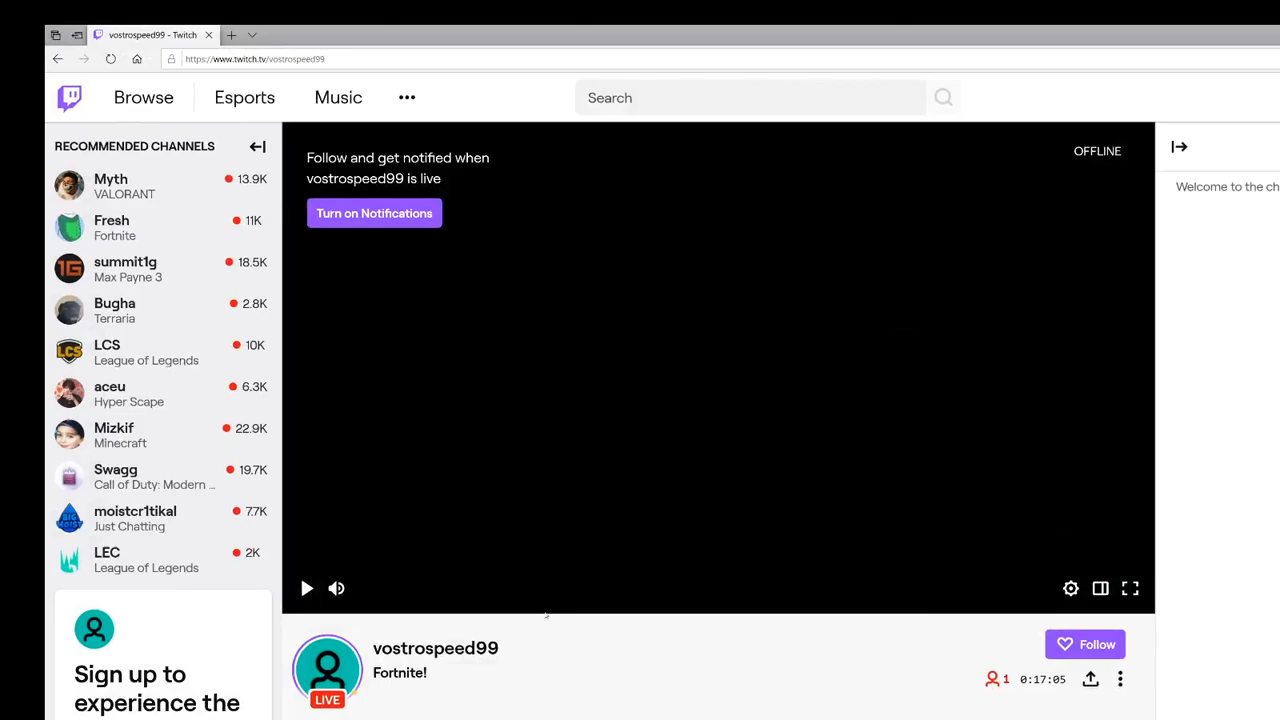 vostrospeed99 - Twitch
https://www.twitch.tv/vostrospeed99
Browse
Esports
Music
Search
RECOMMENDED CHANNELS
Myth
13.9K
VALORANT
Fresh
11K
Fortnite
summit1g
18.5K
Max Payne 3
Bugha
2.8K
Terraria
LCS
10K
League of Legends
aceu
6.3K
Hyper Scape
Mizkif
22.9K
Minecraft
Swagg
19.7K
Call of Duty: Modern ...
moistcr1tikal
7.7K
Just Chatting
LEC
2K
League of Legends
Sign up to
experience the
Follow and get notified when
vostrospeed99 is live
Turn on Notifications
OFFLINE
vostrospeed99
Fortnite!
LIVE
Follow
1
0:17:05
Welcome to the ch